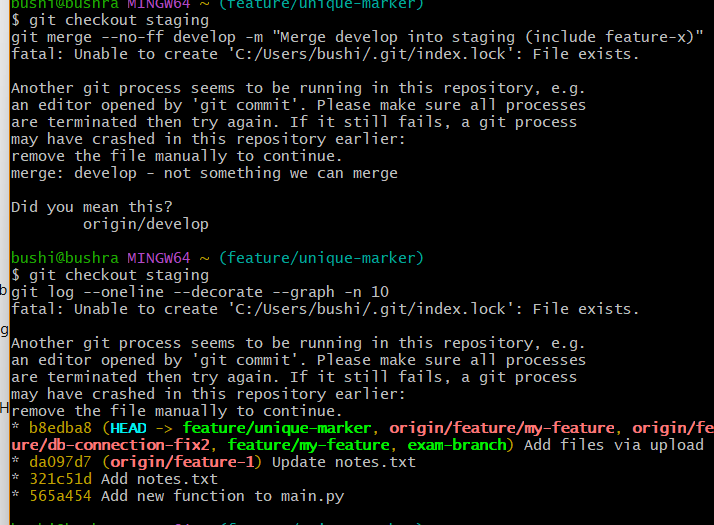 bushi@bushra MINGW64 ~ (feature/unique-marker)
$ git checkout staging
git merge --no-ff develop -m "Merge develop into staging (include feature-x)"
fatal: Unable to create 'C:/Users/bushi/.git/index.lock': File exists.
Another git process seems to be running in this repository, e.g.
an editor opened by 'git commit'. Please make sure all processes
are terminated then try again. If it still fails, a git process
may have crashed in this repository earlier:
remove the file manually to continue.
merge: develop - not something we can merge
Did you mean this?
origin/develop
bushi@bushra MINGW64 ~ (feature/unique-marker)
$ git checkout staging
git log --oneline --decorate --graph -n 10
fatal: Unable to create 'C:/Users/bushi/.git/index.lock': File exists.
Another git process seems to be running in this repository, e.g.
an editor opened by 'git commit'. Please make sure all processes
are terminated then try again. If it still fails, a git process
may have crashed in this repository earlier:
remove the file manually to continue.
* b8edba8 (HEAD -> feature/unique-marker, origin/feature/my-feature, origin/fe
ure/db-connection-fix2, feature/my-feature, exam-branch) Add files via upload
* da097d7 (origin/feature-1) Update notes.txt
* 321c51d Add notes.txt
* 565a454 Add new function to main.py